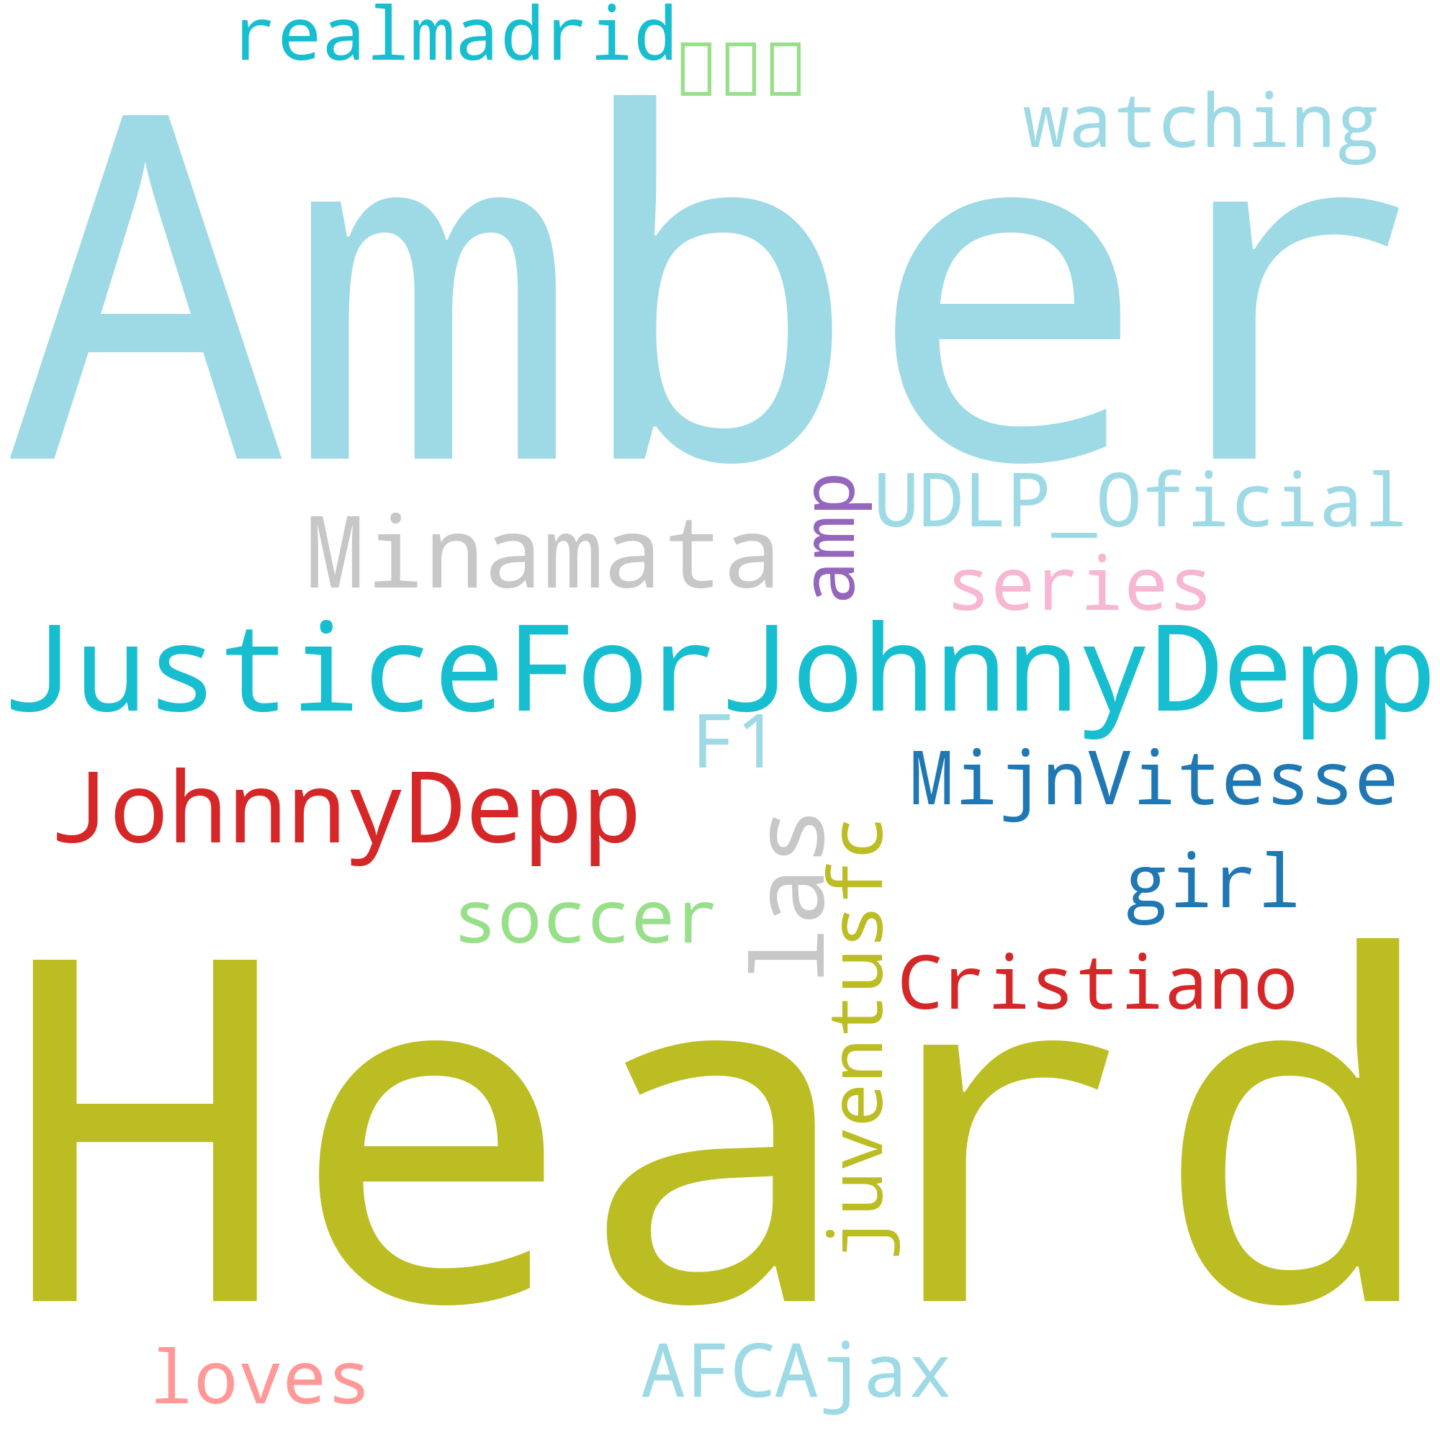 realmadrid
watching
Amber
amp
UDLP_Oficial
Minamata
series
JusticeForJohnnyDepp
F1
MijnVitesse
JohnnyDepp
las
juventusfc
girl
soccer
Cristiano
Heard
loves
AFCAjax